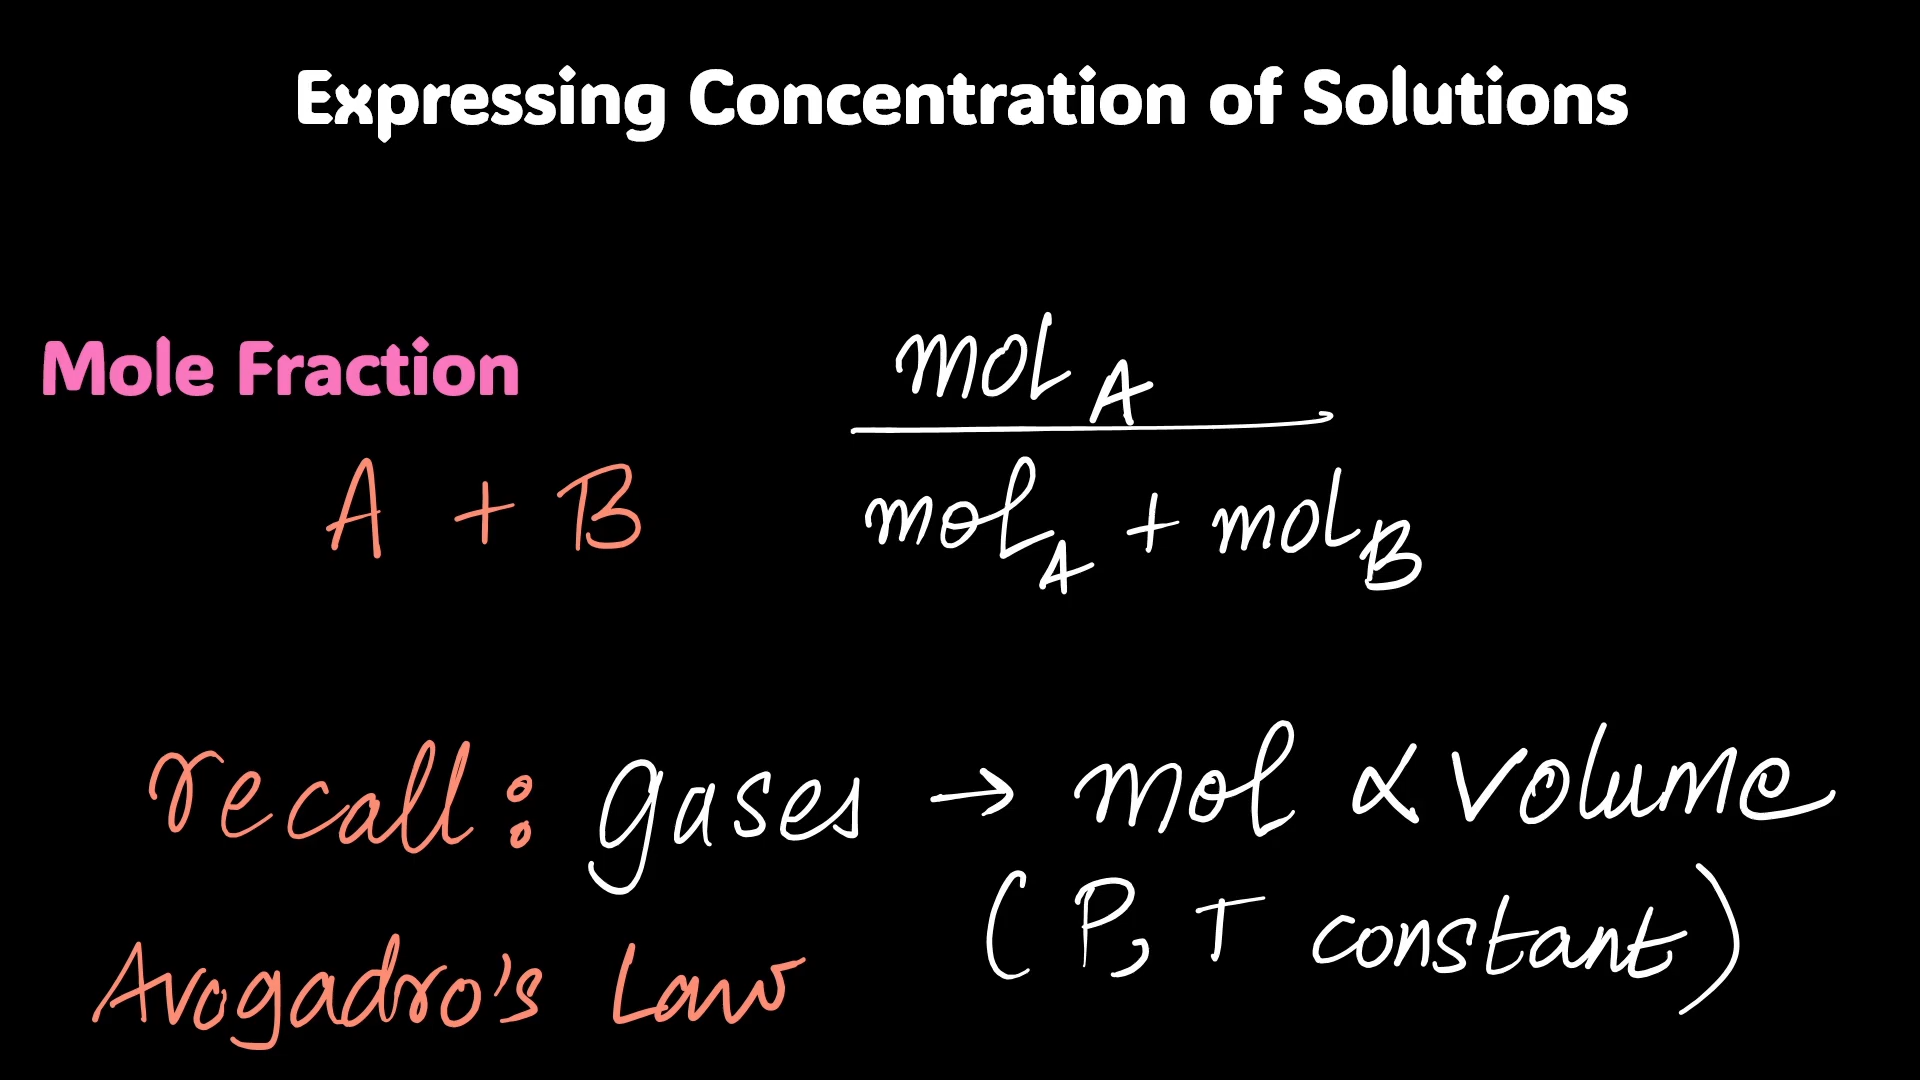 Expressing Concentration of Solutions
Mole Fraction
mol A
A + B
mol A + mol B
recall: gases → mol ∝ volume
(P, T constant)
Avogadro's Law